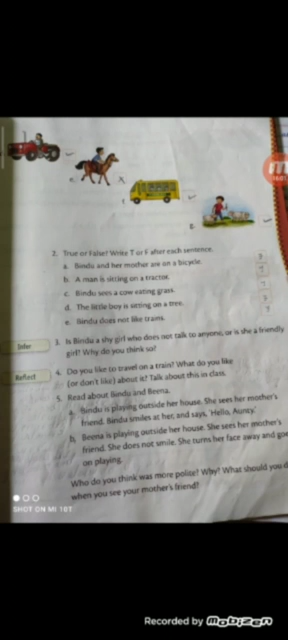 e.
f.
g.
2. True or False? Write T or F after each sentence.
a. Bindu and her mother are on a bicycle.
b. A man is sitting on a tractor.
c. Bindu sees a cow eating grass.
d. The little boy is sitting on a tree.
e. Bindu does not like trains.
Infer
3. Is Bindu a shy girl who does not talk to anyone, or is she a friendly
girl? Why do you think so?
Reflect
4. Do you like to travel on a train? What do you like
(or don't like) about it? Talk about this in class.
5. Read about Bindu and Beena.
a. Bindu is playing outside her house. She sees her mother's
friend. Bindu smiles at her, and says, 'Hello, Aunty.'
b. Beena is playing outside her house. She sees her mother's
friend. She does not smile. She turns her face away and
on playing.
Who do you think was more polite? Why? What should you
when you see your mother's friend?
SHOT ON MI 10T
Recorded by mobizen